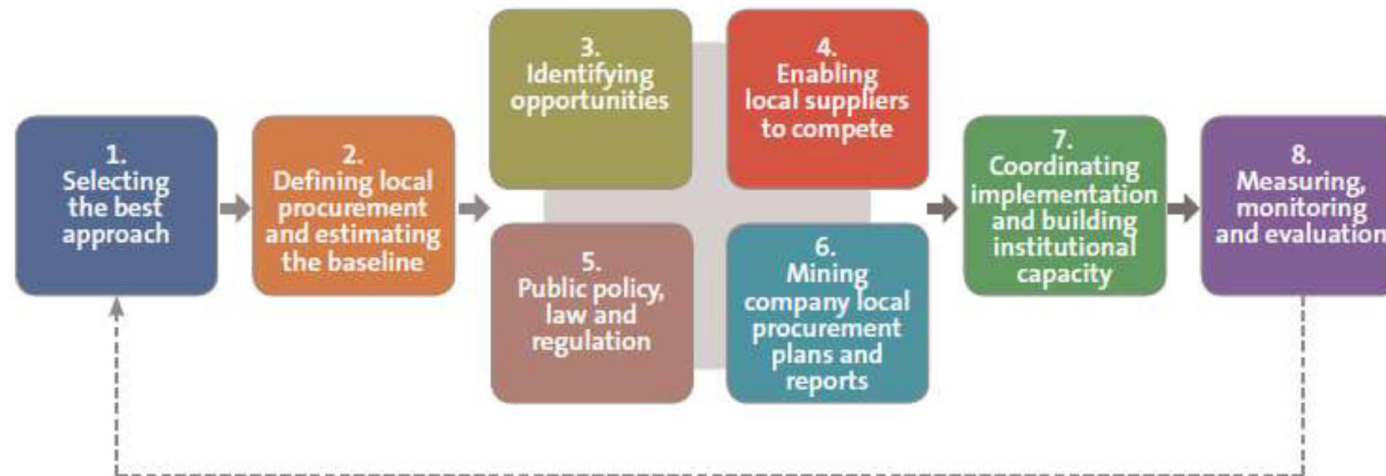 1.
Selecting
the best
approach
2.
Defining local
procurement
and estimating
the baseline
3.
Identifying
opportunities
4.
Enabling
local suppliers
to compete
5.
Public policy,
law and
regulation
6.
Mining
company local
procurement
plans and
reports
7.
Coordinating
implementation
and building
institutional
capacity
8.
Measuring,
monitoring
and evaluation